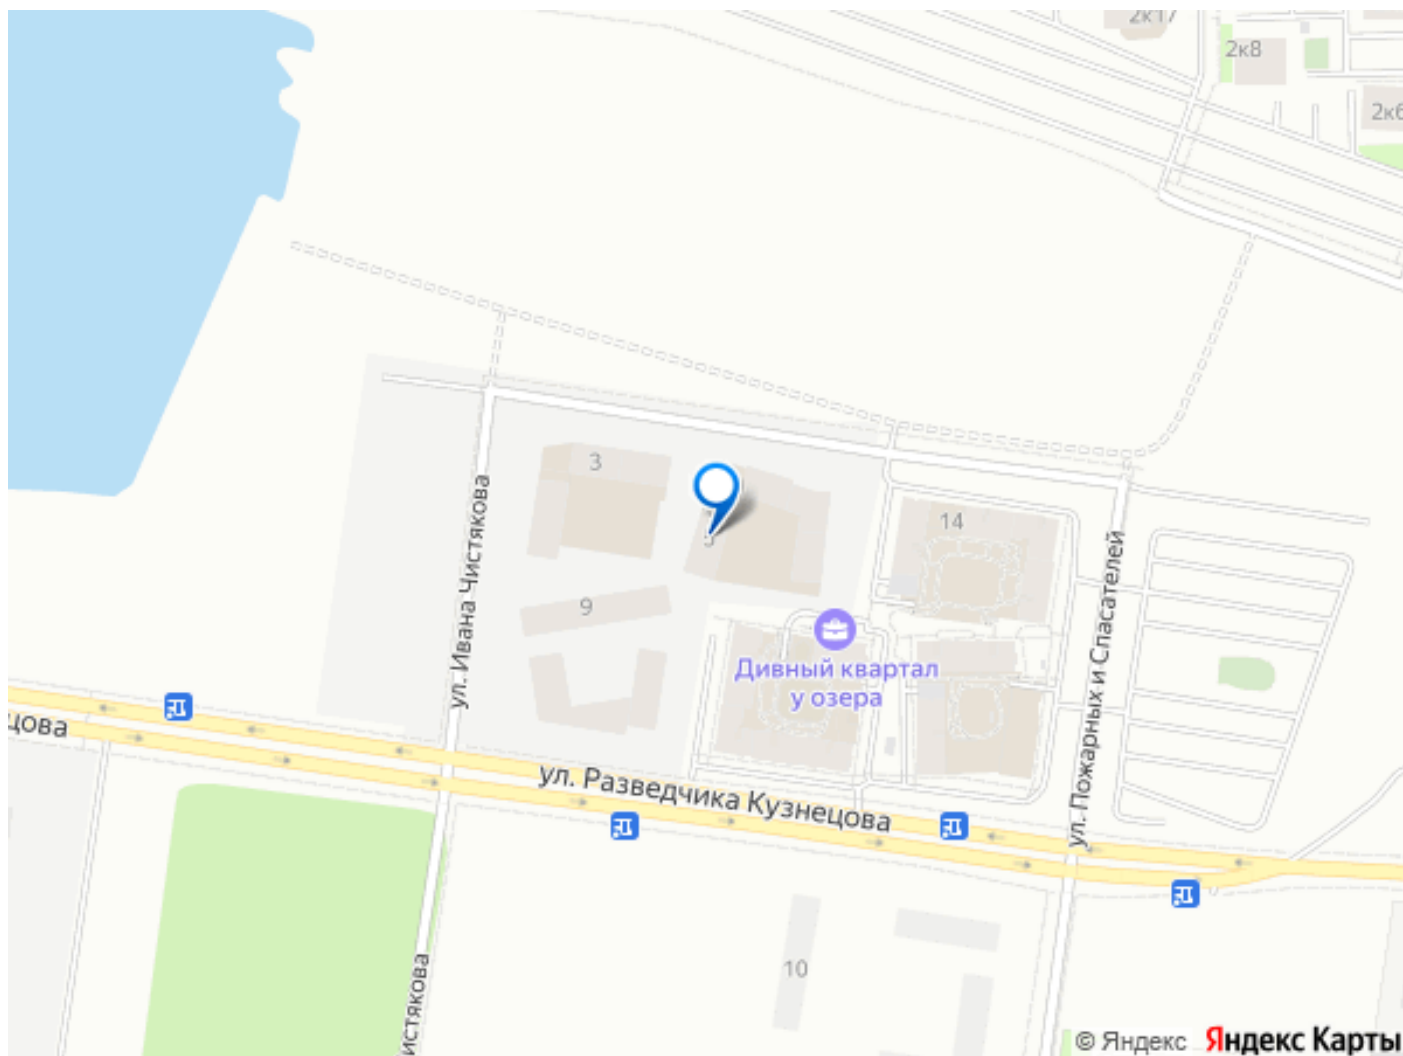 2к17
2к8
2к6
3
5
14
ул. Ивана Чистякова
9
Дивный квартал
у озера
ул. Пожарных и Спасателей
цова
ул. Разведчика Кузнецова
10
истякова
© Яндекс Яндекс Карты